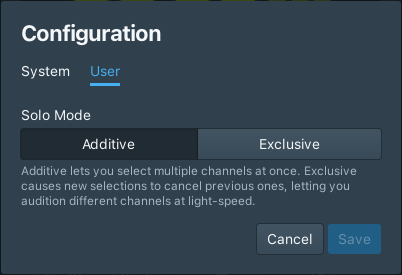 Configuration
System User
Solo Mode
Additive Exclusive
Additive lets you select multiple channels at once. Exclusive
causes new selections to cancel previous ones, letting you
audition different channels at light-speed.
Cancel Save